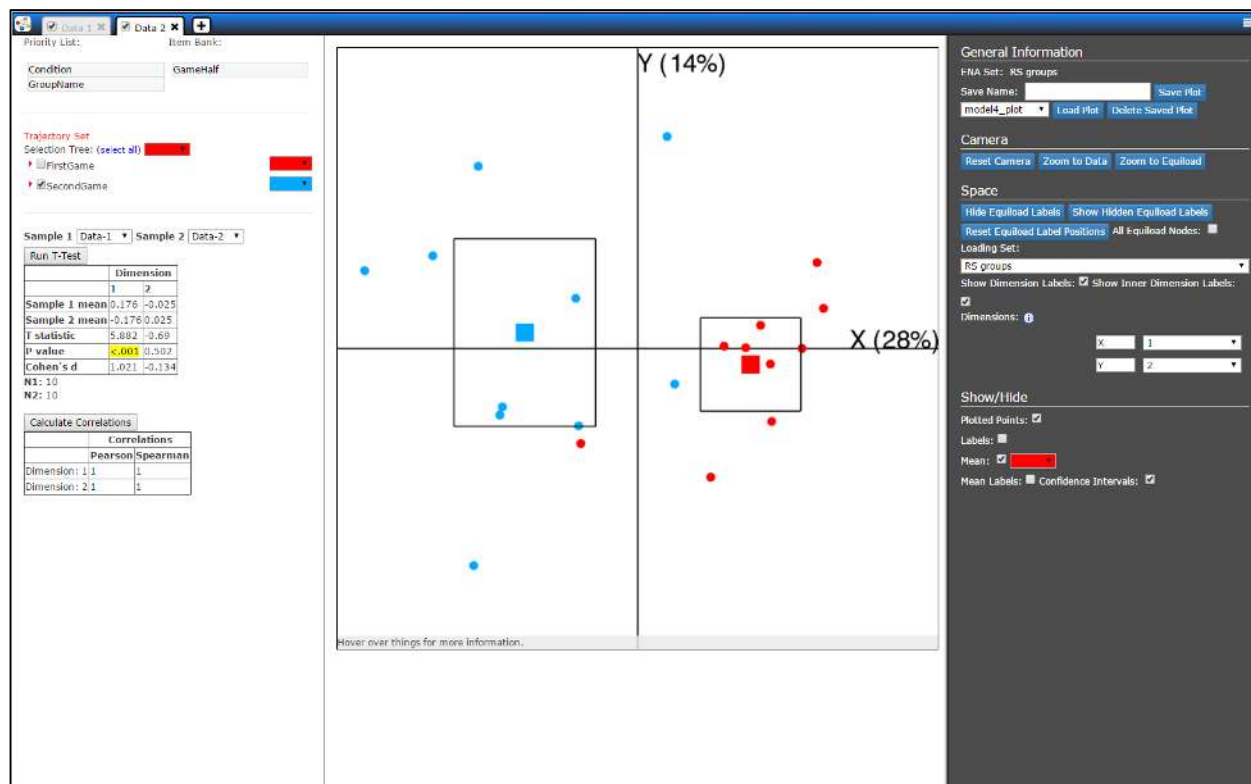 Data 1 ✖ Data 2 ✖
Priority List: Item Bank:
Condition GameHalf
GroupName
Trajectory Set
Selection Tree: (select all)
FirstGame
SecondGame
Sample 1 Data-1 Sample 2 Data-2
Run T-Test
Dimension
1 2
Sample 1 mean 0.176 -0.025
Sample 2 mean -0.176 0.025
T statistic 5.882 -0.69
P value <.001 0.502
Cohen's d 1.021 -0.134
N1: 10
N2: 10
Calculate Correlations
Correlations
Pearson Spearman
Dimension: 1 1 1
Dimension: 2 1 1
Y (14%)
X (28%)
Hover over things for more information.
General Information
ENA Set: RS groups
Save Name: Save Plot
model4_plot Load Plot Delete Saved Plot
Camera
Reset Camera Zoom to Data Zoom to Equiload
Space
Hide Equiload Labels Show Hidden Equiload Labels
Reset Equiload Label Positions All Equiload Nodes:
Loading Set:
RS groups
Show Dimension Labels: Show Inner Dimension Labels:
Dimensions:
X 1
Y 2
Show/Hide
Plotted Points:
Labels:
Mean:
Mean Labels: Confidence Intervals: